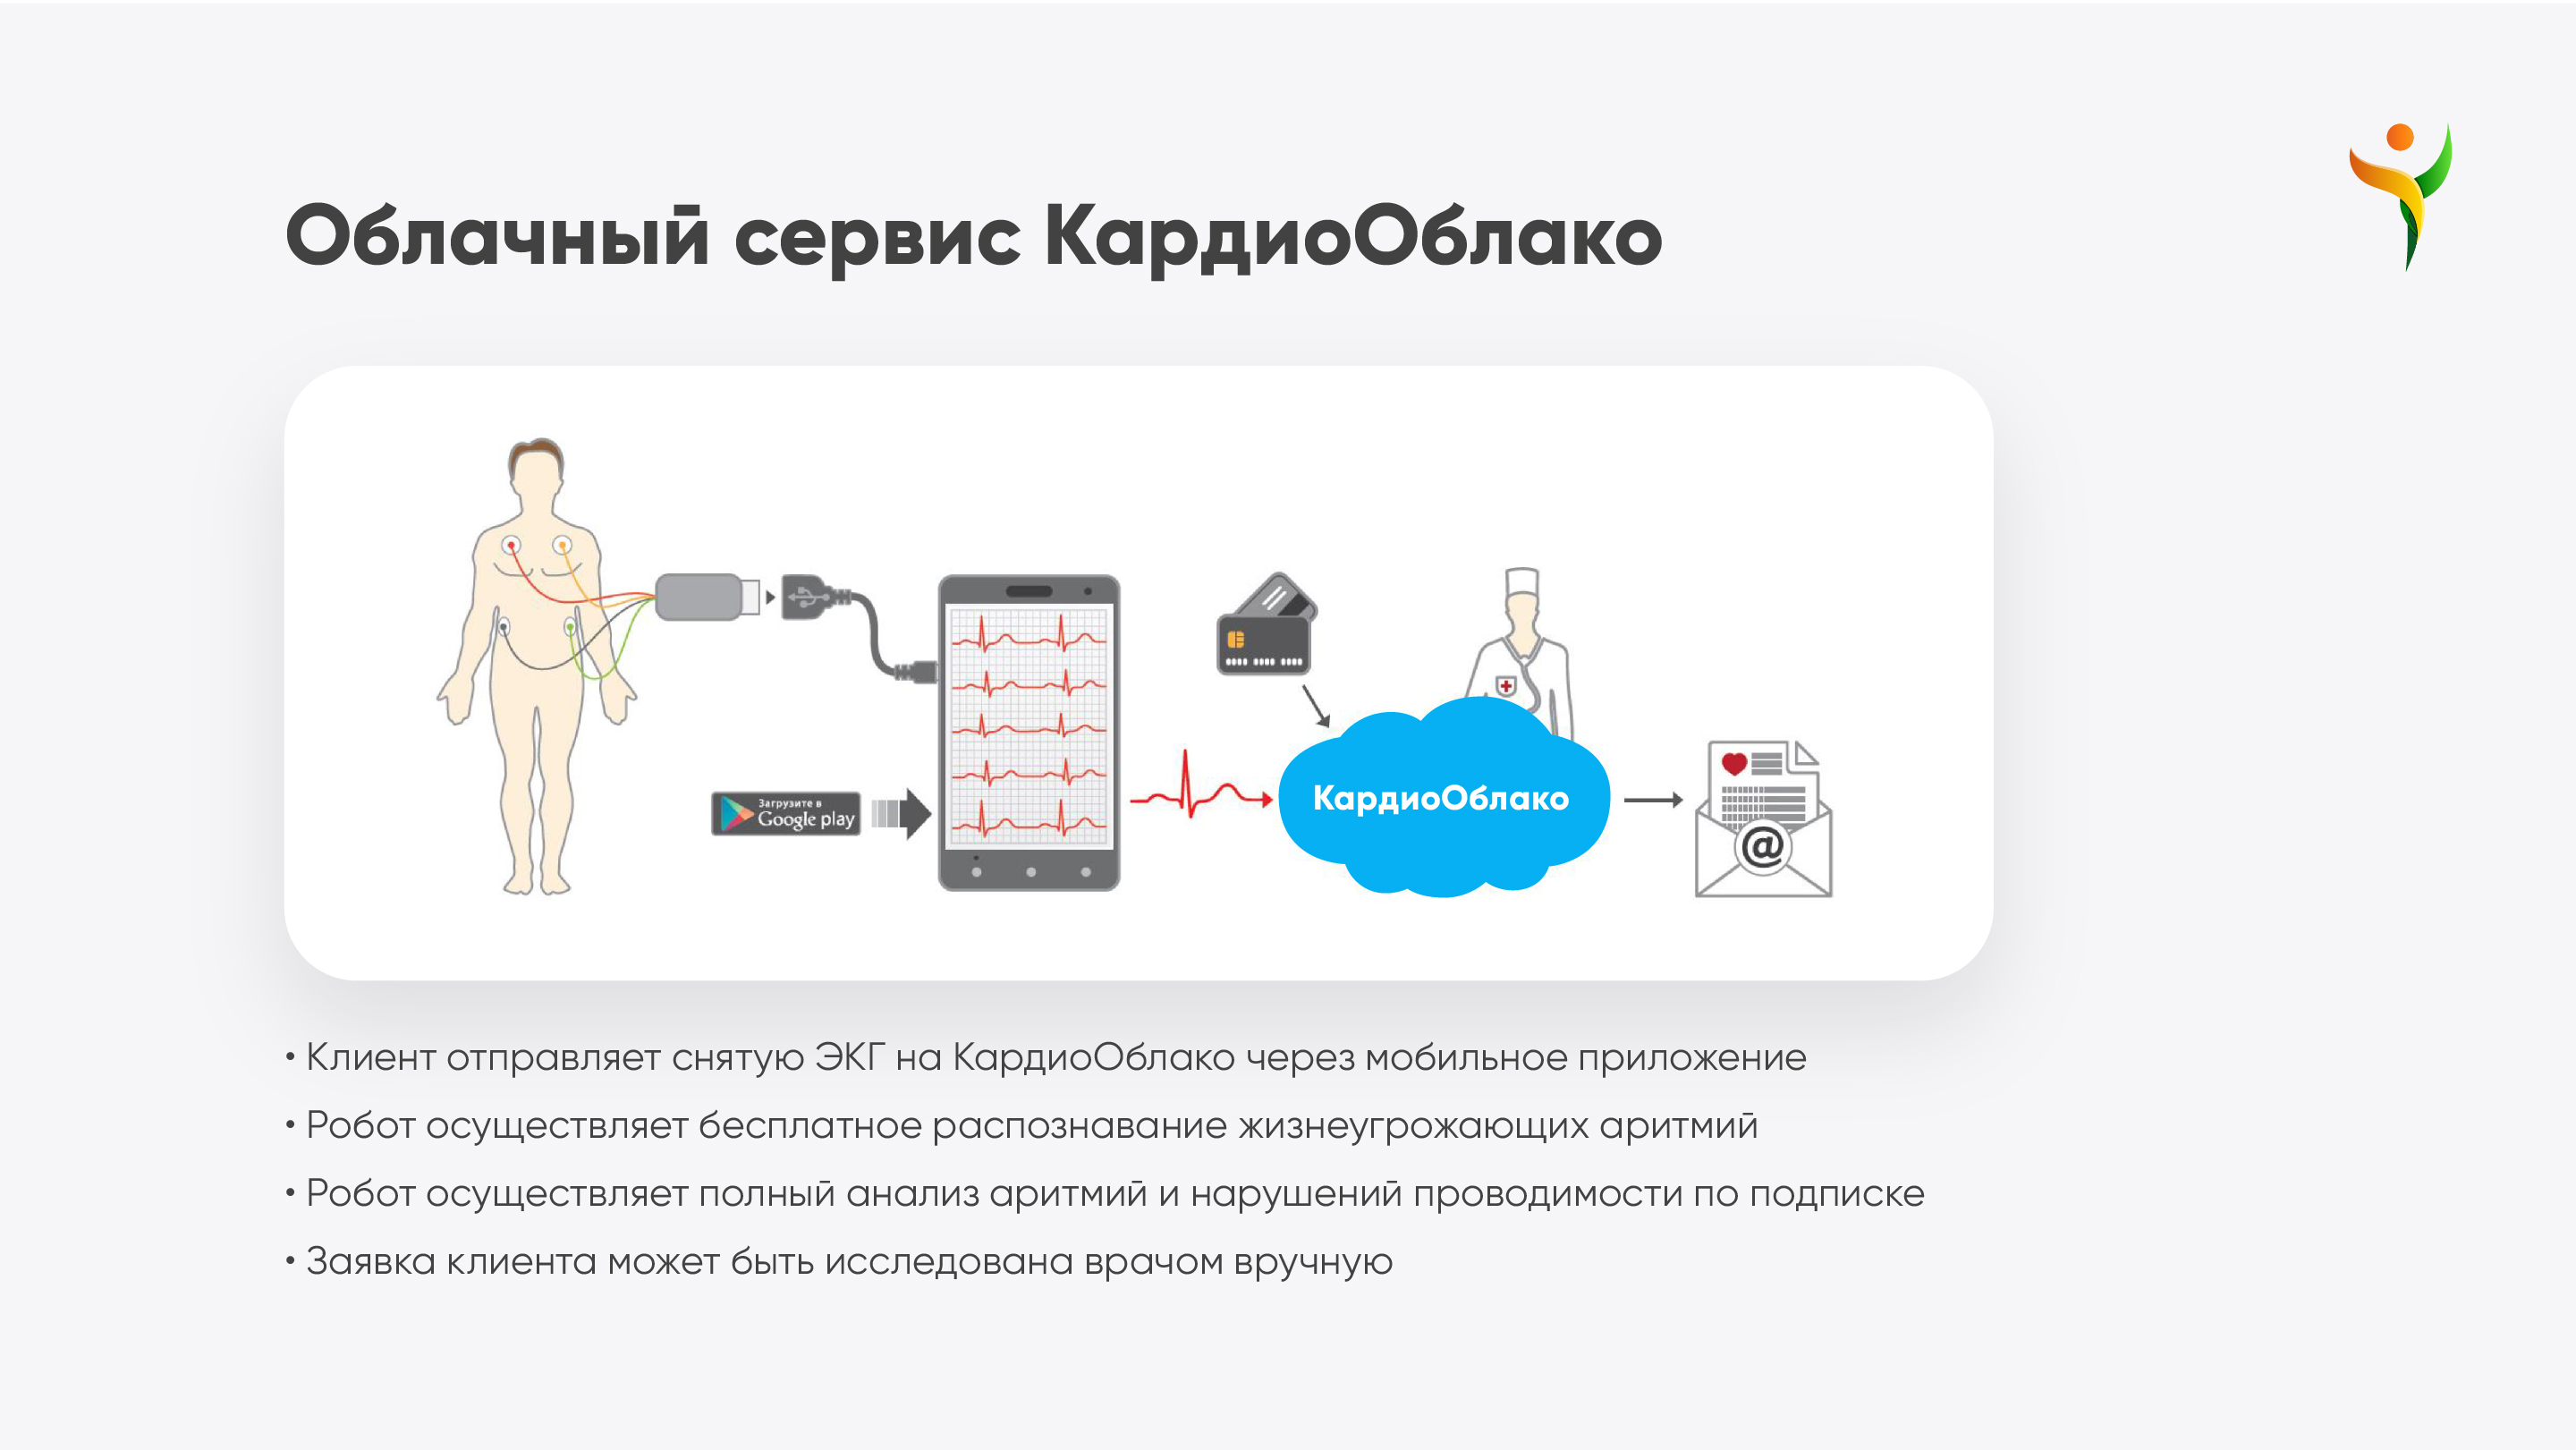 Облачный сервис КардиоОблако
Загрузите в
Google play
КардиоОблако
@
• Клиент отправляет снятую ЭКГ на КардиоОблако через мобильное приложение
• Робот осуществляет бесплатное распознавание жизнеугрожающих аритмий
• Робот осуществляет полный анализ аритмий и нарушений проводимости по подписке
• Заявка клиента может быть исследована врачом вручную